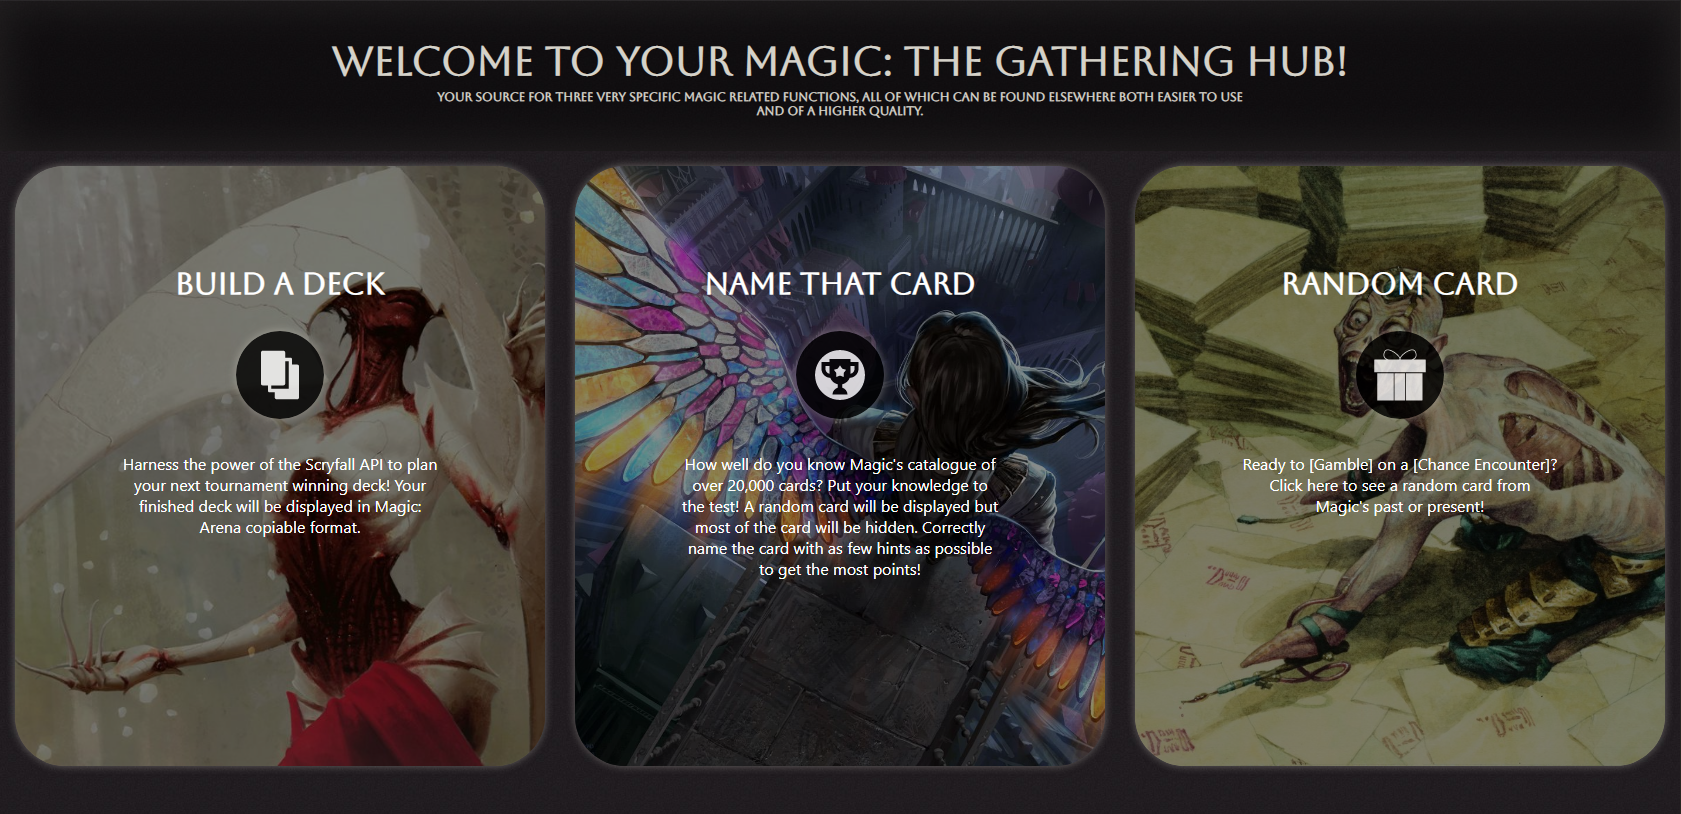 WELCOME TO YOUR MAGIC: THE GATHERING HUB!
YOUR SOURCE FOR THREE VERY SPECIFIC MAGIC RELATED FUNCTIONS, ALL OF WHICH CAN BE FOUND ELSEWHERE BOTH EASIER TO USE
AND OF A HIGHER QUALITY.
BUILD A DECK
Harness the power of the Scryfall API to plan
your next tournament winning deck! Your
finished deck will be displayed in Magic:
Arena copiable format.
NAME THAT CARD
How well do you know Magic's catalogue of
over 20,000 cards? Put your knowledge to
the test! A random card will be displayed but
most of the card will be hidden. Correctly
name the card with as few hints as possible
to get the most points!
RANDOM CARD
Ready to [Gamble] on a [Chance Encounter]?
Click here to see a random card from
Magic's past or present!